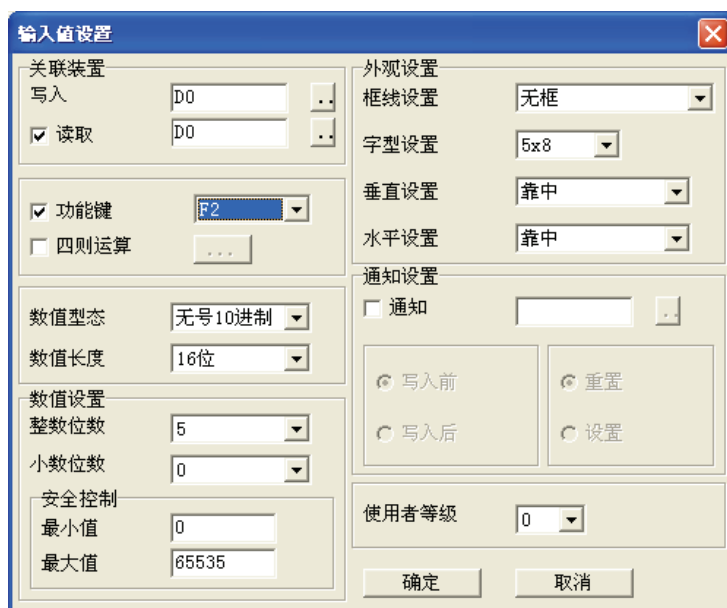 输入值设置
关联装置
写入 D0 ..
读取 D0 ..
功能键 F2
四则运算 ...
数值型态 无号10进制
数值长度 16位
数值设置
整数位数 5
小数位数 0
安全控制
最小值 0
最大值 65535
外观设置
框线设置 无框
字型设置 5x8
垂直设置 靠中
水平设置 靠中
通知设置
通知 ..
写入前 重置
写入后 设置
使用者等级 0
确定 取消